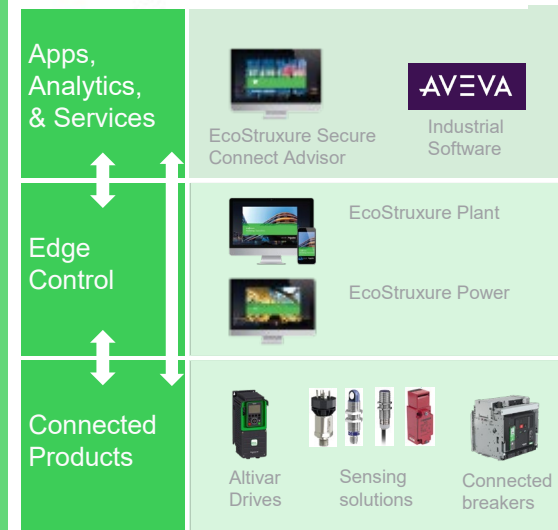 Apps,
Analytics,
& Services
EcoStruxure Secure
Connect Advisor
AVEVA
Industrial
Software
Edge
Control
EcoStruxure Plant
EcoStruxure Power
Connected
Products
Altivar
Drives
Sensing
solutions
Connected
breakers